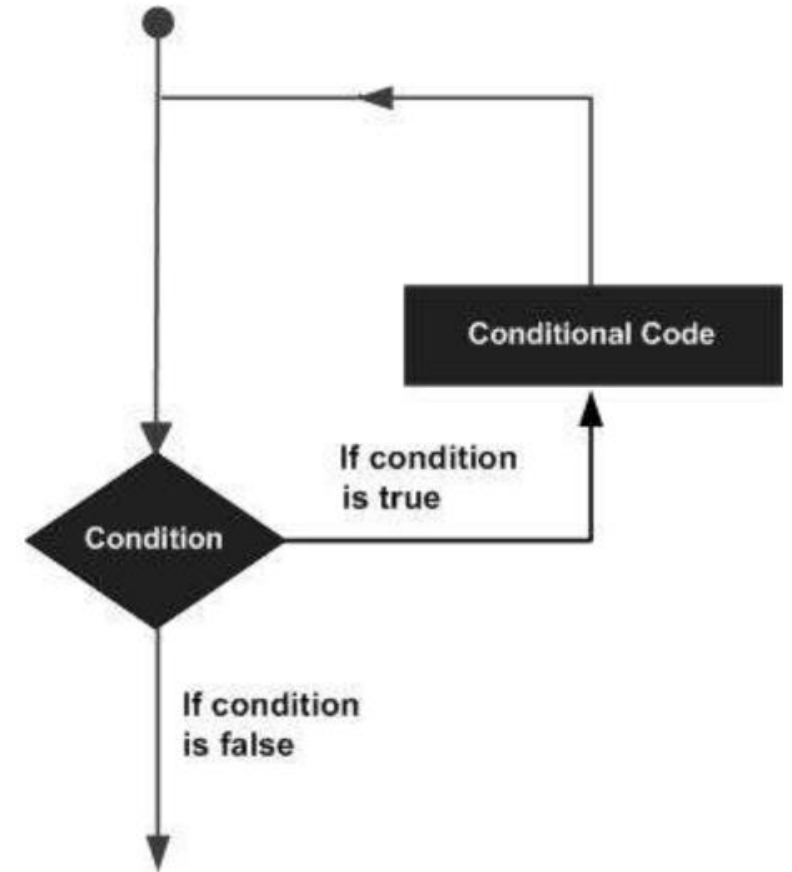 Conditional Code
If condition
is true
Condition
If condition
is false